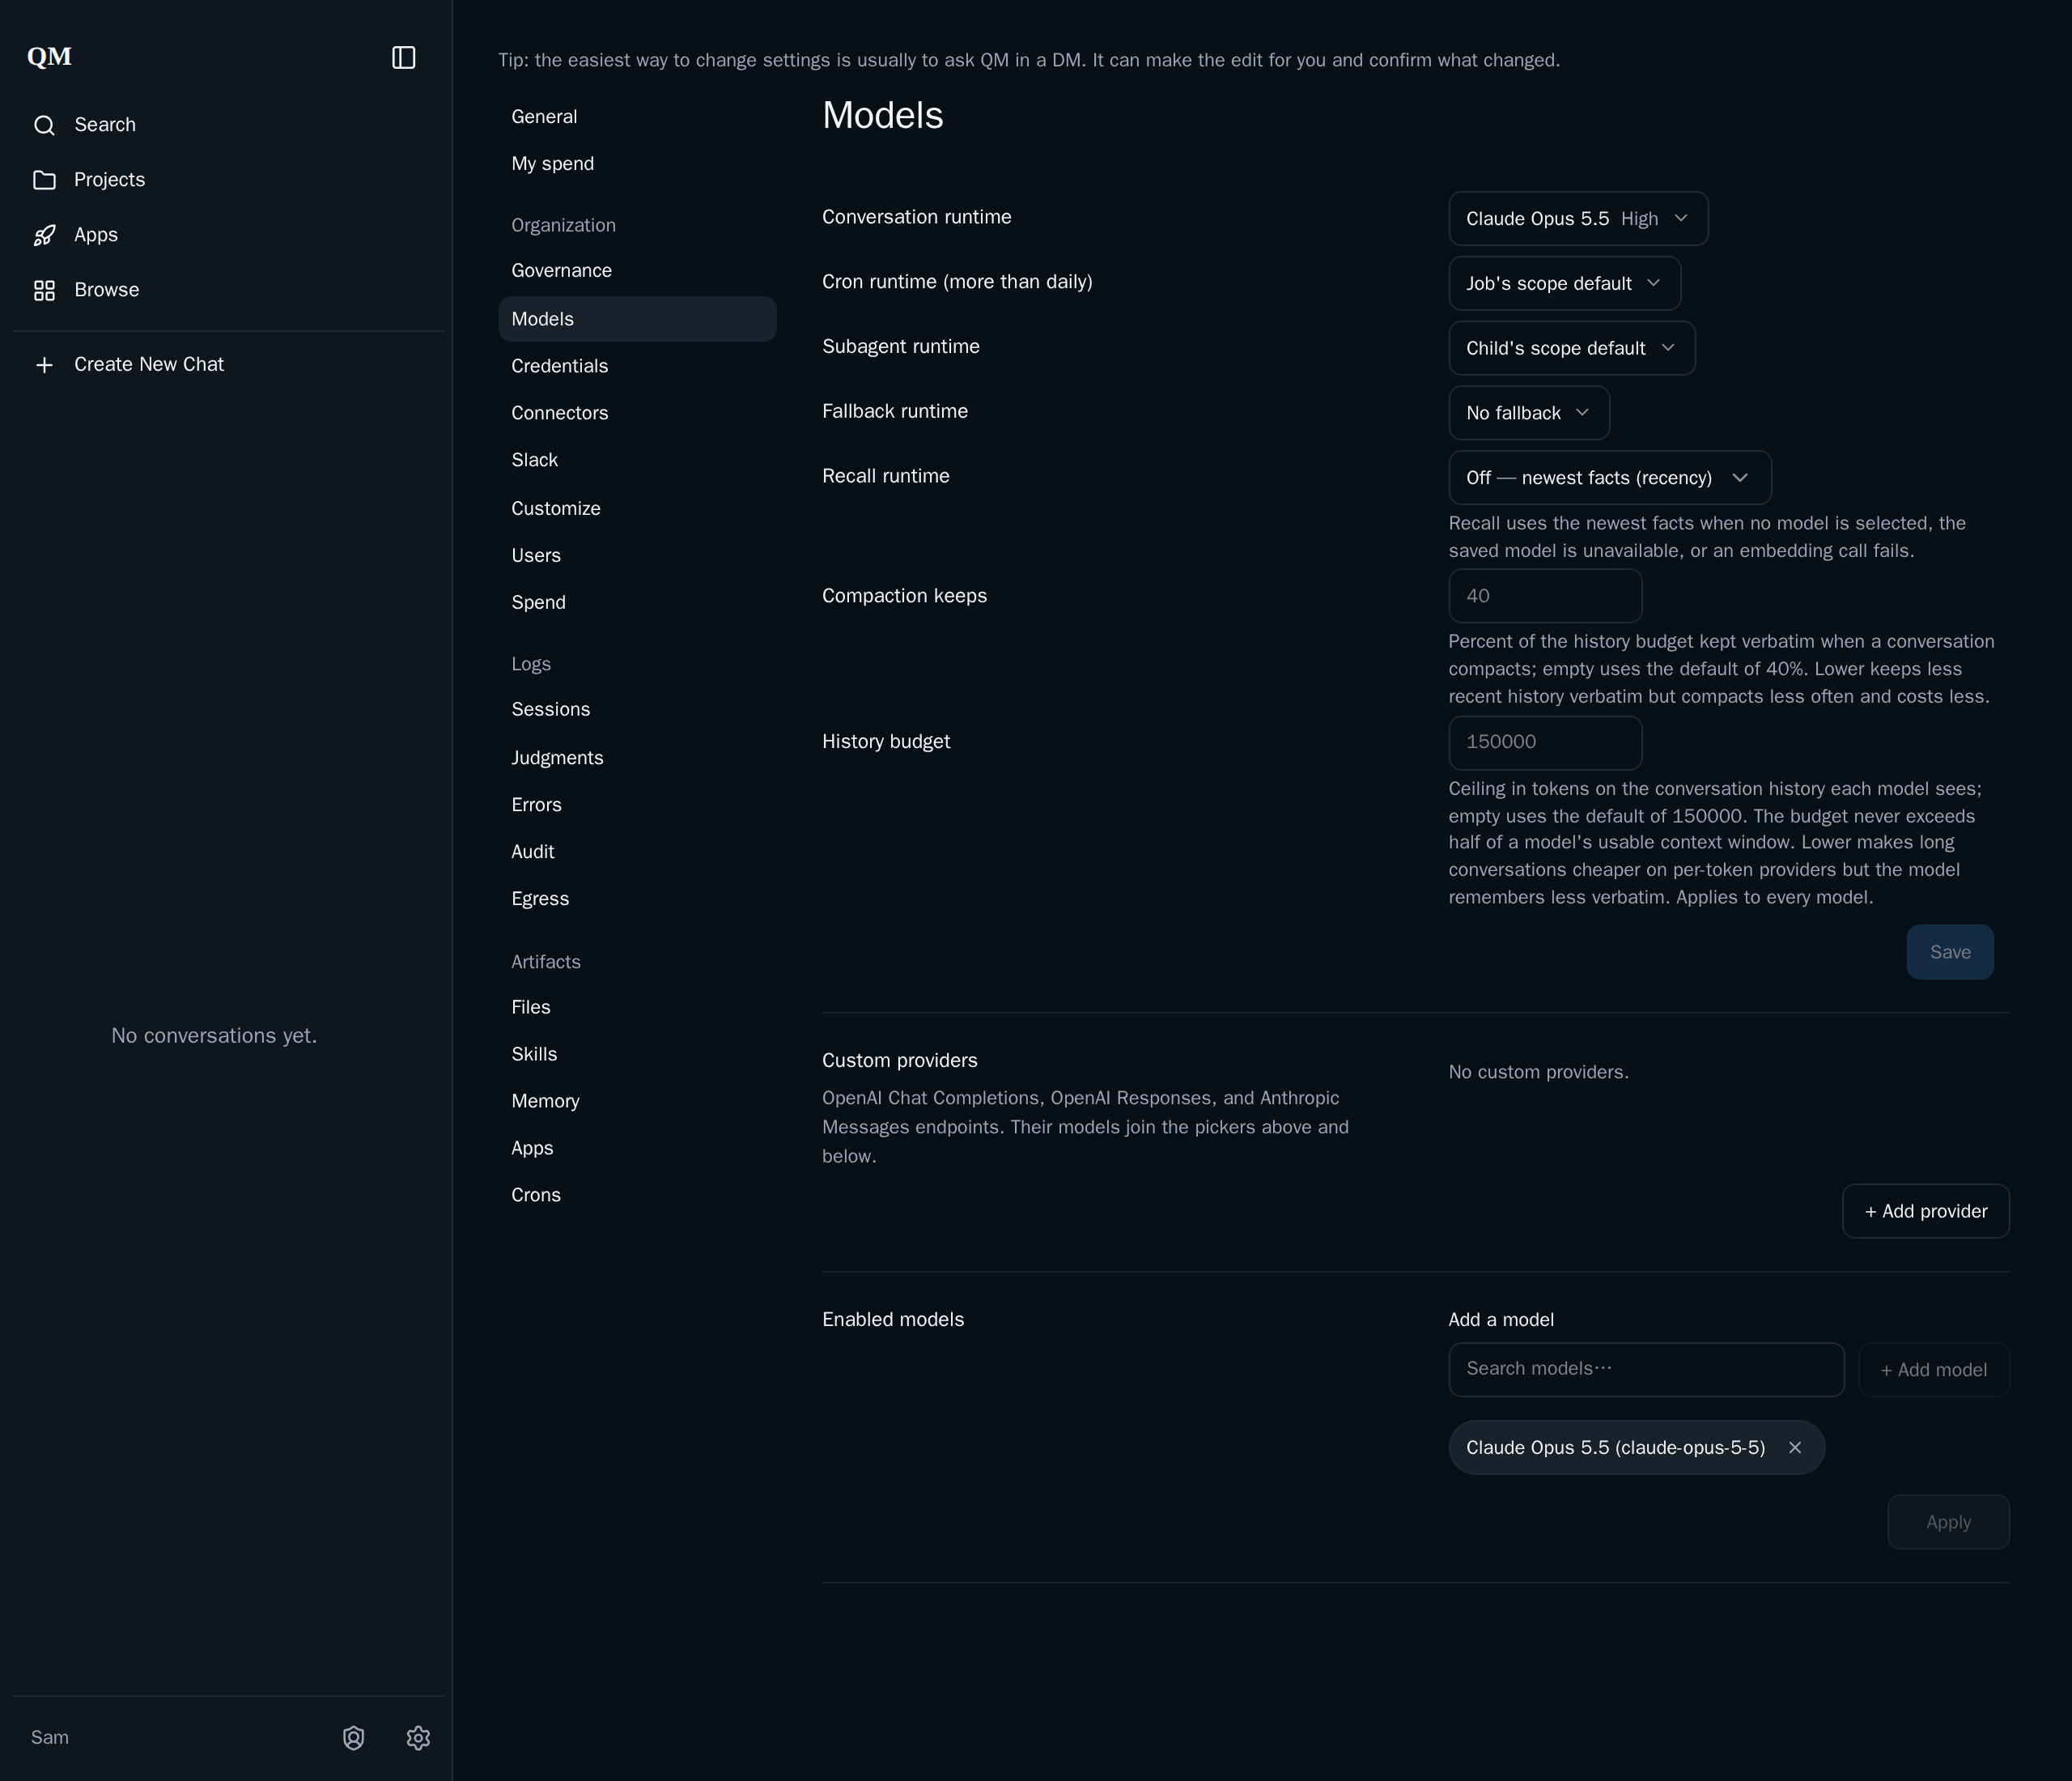 QM
Search
Projects
Apps
Browse
Create New Chat
No conversations yet.
Sam
Tip: the easiest way to change settings is usually to ask QM in a DM. It can make the edit for you and confirm what changed.
General
My spend
Organization
Governance
Models
Credentials
Connectors
Slack
Customize
Users
Spend
Logs
Sessions
Judgments
Errors
Audit
Egress
Artifacts
Files
Skills
Memory
Apps
Crons
Models
Conversation runtime
Claude Opus 5.5 High
Cron runtime (more than daily)
Job's scope default
Subagent runtime
Child's scope default
Fallback runtime
No fallback
Recall runtime
Off — newest facts (recency)
Recall uses the newest facts when no model is selected, the
saved model is unavailable, or an embedding call fails.
Compaction keeps
40
Percent of the history budget kept verbatim when a conversation
compacts; empty uses the default of 40%. Lower keeps less
recent history verbatim but compacts less often and costs less.
History budget
150000
Ceiling in tokens on the conversation history each model sees;
empty uses the default of 150000. The budget never exceeds
half of a model's usable context window. Lower makes long
conversations cheaper on per-token providers but the model
remembers less verbatim. Applies to every model.
Save
Custom providers
OpenAI Chat Completions, OpenAI Responses, and Anthropic
Messages endpoints. Their models join the pickers above and
below.
No custom providers.
+ Add provider
Enabled models
Add a model
Search models···
+ Add model
Claude Opus 5.5 (claude-opus-5-5)
Apply